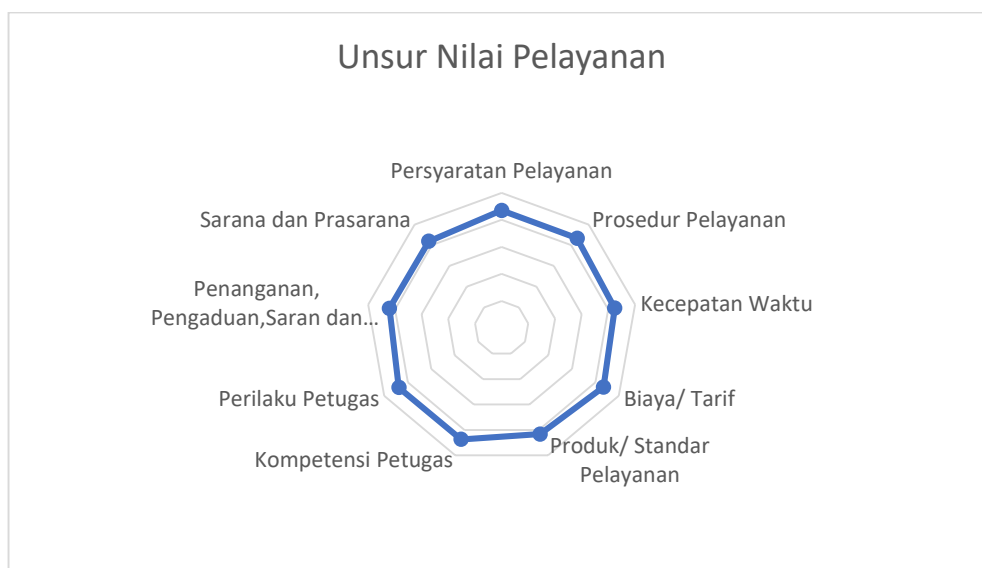 Unsur Nilai Pelayanan
Persyaratan Pelayanan
Prosedur Pelayanan
Kecepatan Waktu
Biaya/ Tarif
Produk/ Standar
Pelayanan
Kompetensi Petugas
Perilaku Petugas
Penanganan,
Pengaduan,Saran dan...
Sarana dan Prasarana